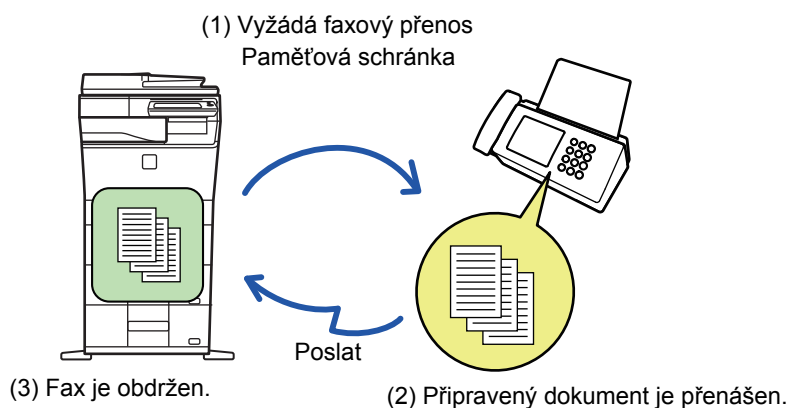 (1) Vyžádá faxový přenos
Paměťová schránka
Poslat
(3) Fax je obdržen.
(2) Připravený dokument je přenášen.